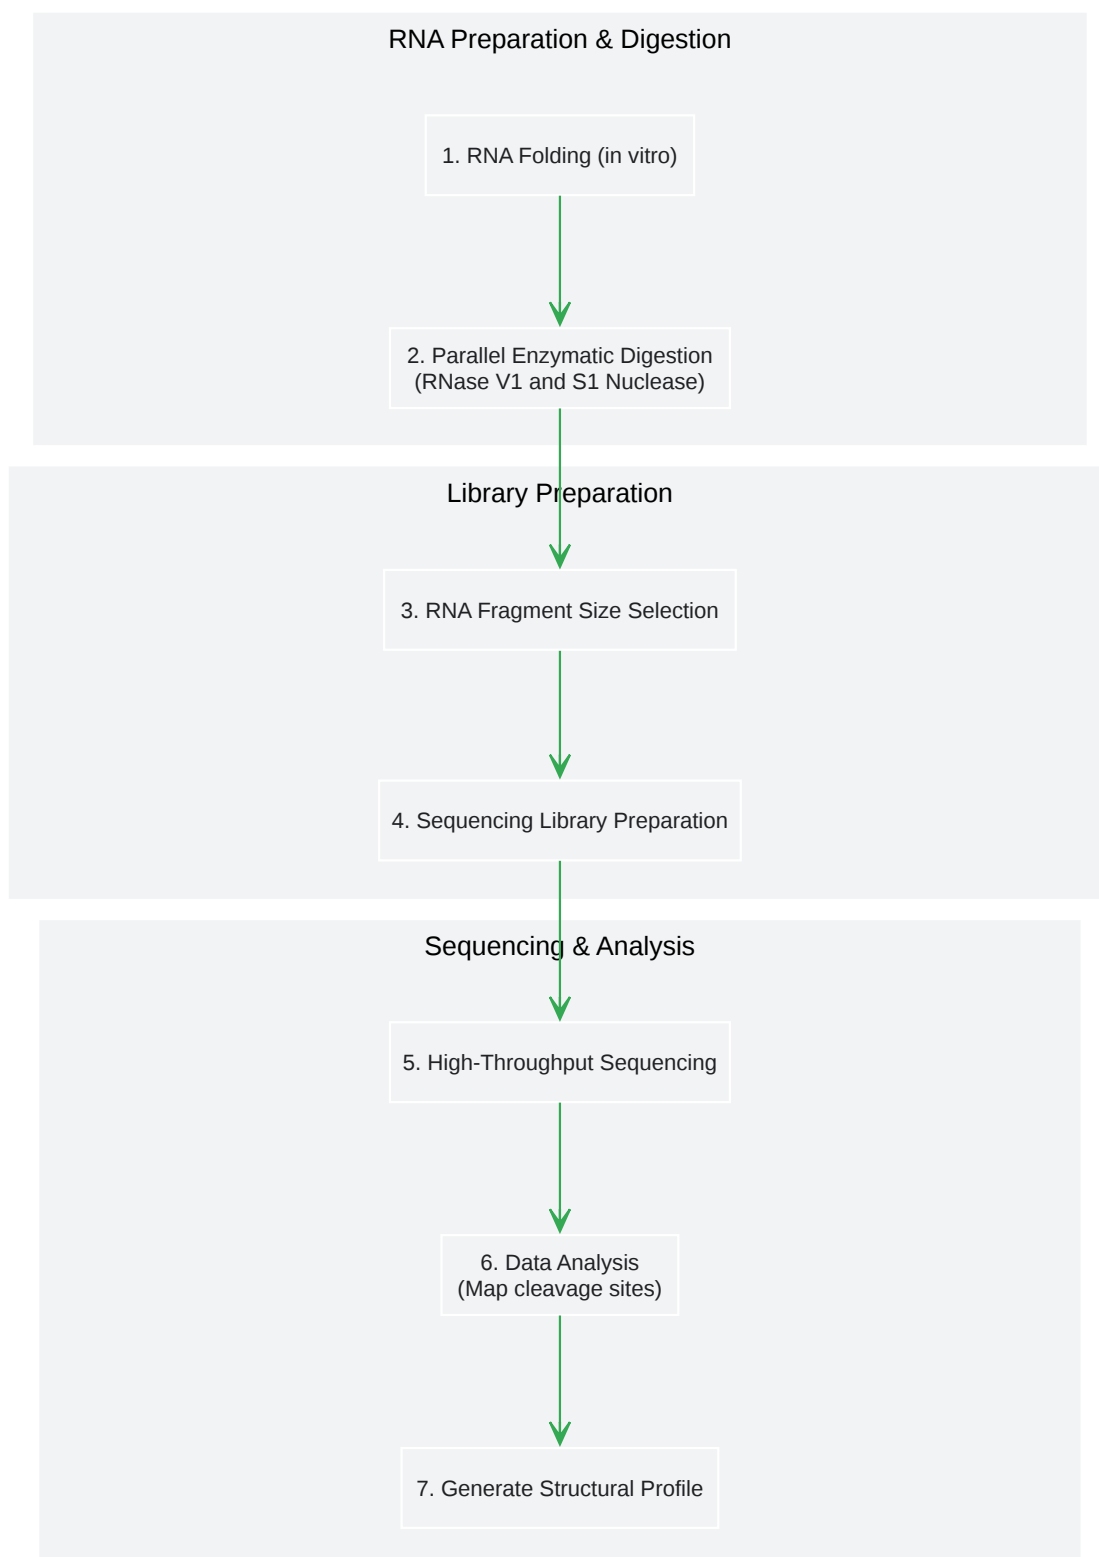 RNA Preparation & Digestion
1. RNA Folding (in vitro)
2. Parallel Enzymatic Digestion
(RNase V1 and S1 Nuclease)
Library Preparation
3. RNA Fragment Size Selection
4. Sequencing Library Preparation
Sequencing & Analysis
5. High-Throughput Sequencing
6. Data Analysis
(Map cleavage sites)
7. Generate Structural Profile